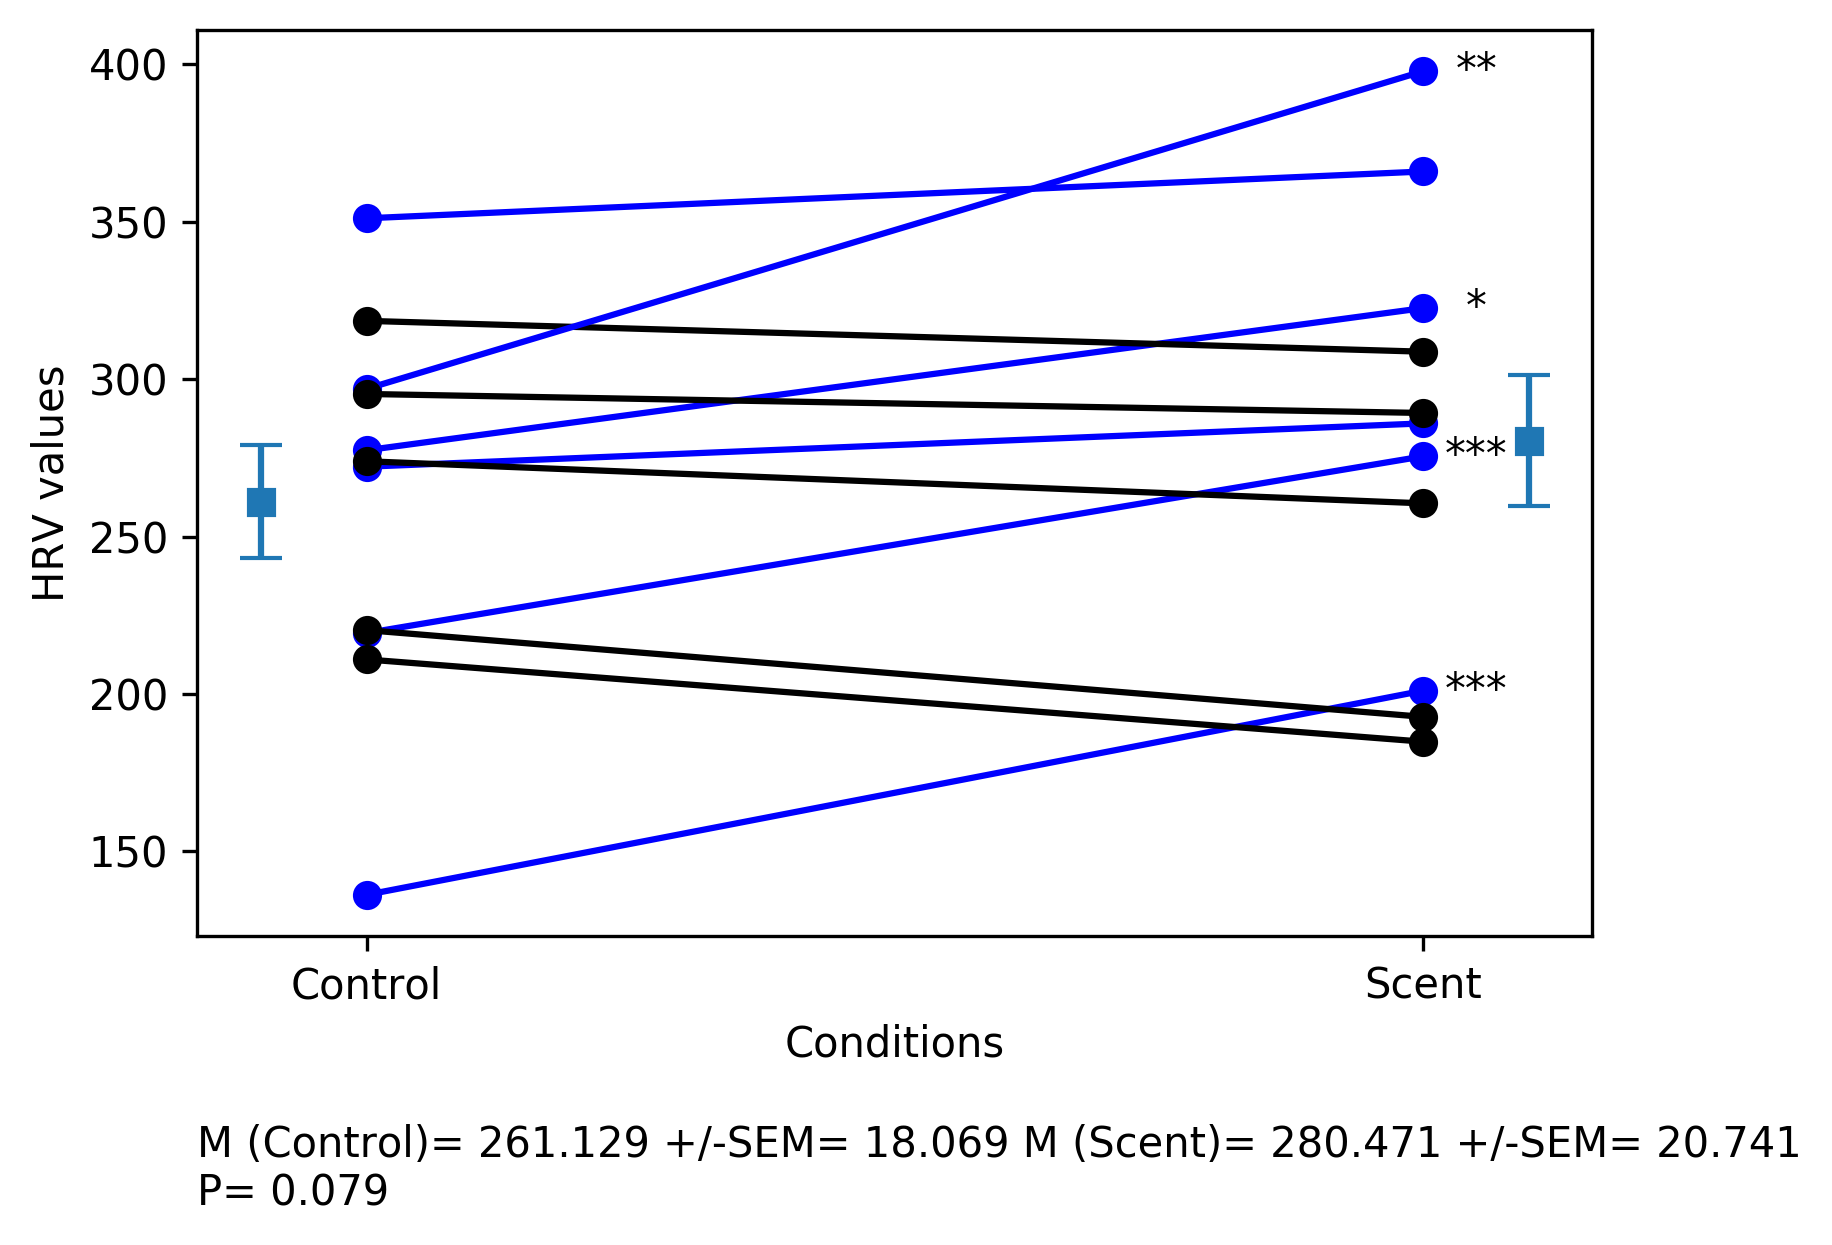 400
350
300
250
200
150
HRV values
**
*
***
***
Control
Scent
Conditions
M (Control)= 261.129 +/-SEM= 18.069 M (Scent)= 280.471 +/-SEM= 20.741
P= 0.079